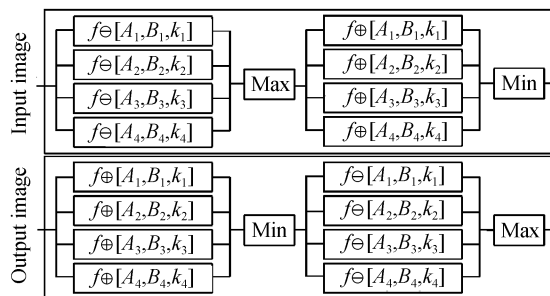 Input image
f⊖[A₁,B₁,k₁]
f⊖[A₂,B₂,k₂]
f⊖[A₃,B₃,k₃]
f⊖[A₄,B₄,k₄]
Max
f⊕[A₁,B₁,k₁]
f⊕[A₂,B₂,k₂]
f⊕[A₃,B₃,k₃]
f⊕[A₄,B₄,k₄]
Min
Output image
f⊕[A₁,B₁,k₁]
f⊕[A₂,B₂,k₂]
f⊕[A₃,B₃,k₃]
f⊕[A₄,B₄,k₄]
Min
f⊖[A₁,B₁,k₁]
f⊖[A₂,B₂,k₂]
f⊖[A₃,B₃,k₃]
f⊖[A₄,B₄,k₄]
Max